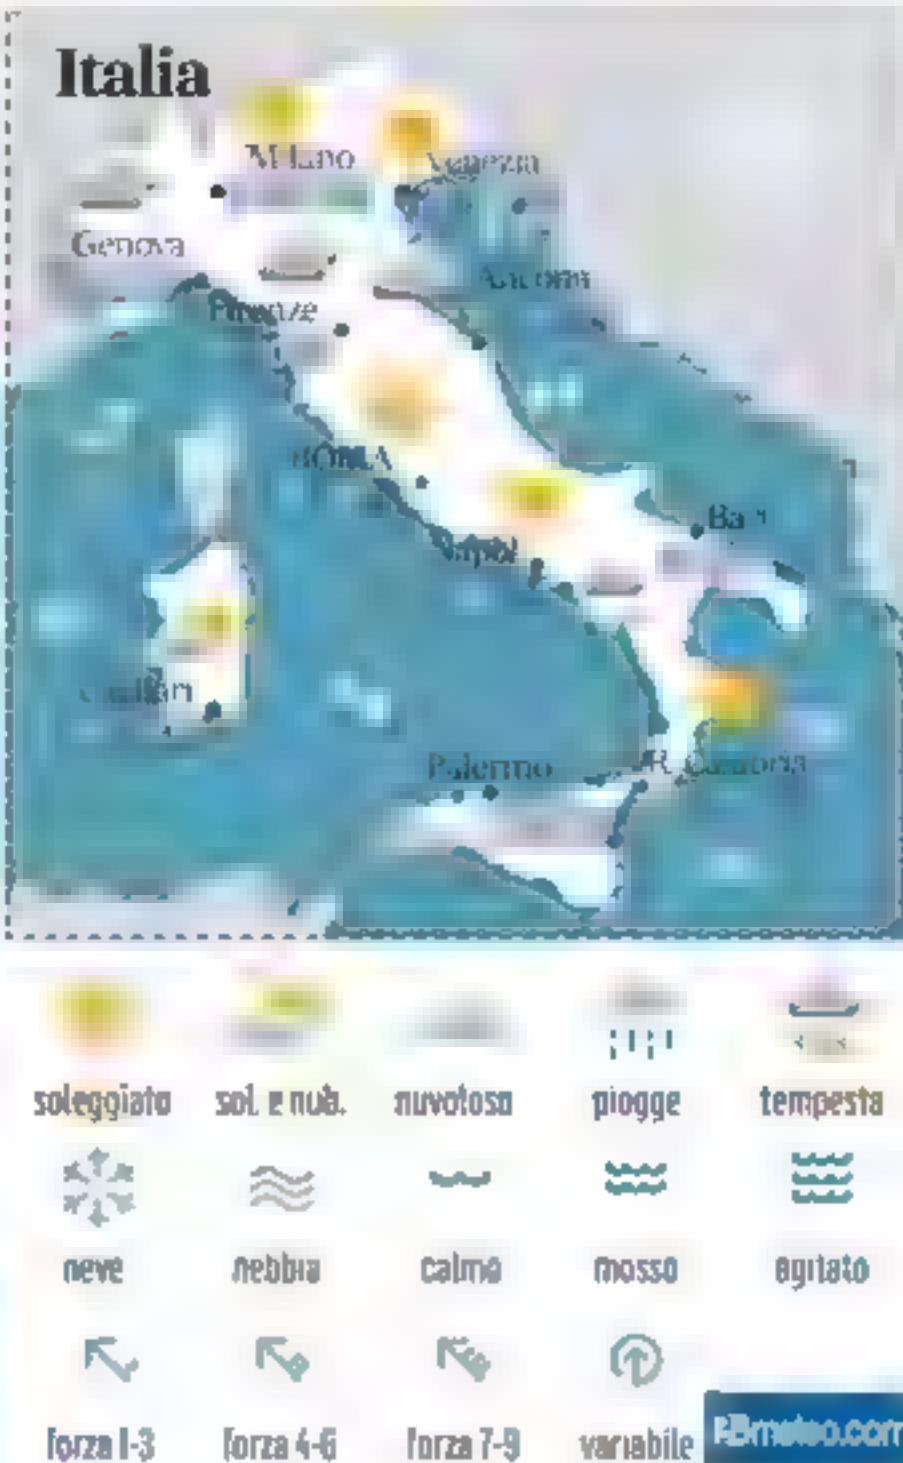 Italia
Milano Venezia
Genova
Ancona
Firenze
ROMA
Bari
Napoli
Cagliari
Palermo R. Calabria
soleggiato sol. e nub. nuvoloso piogge tempesta
neve nebbia calmo mosso agitato
forza 1-3 forza 4-6 forza 7-9 variabile
3Bmeteo.com